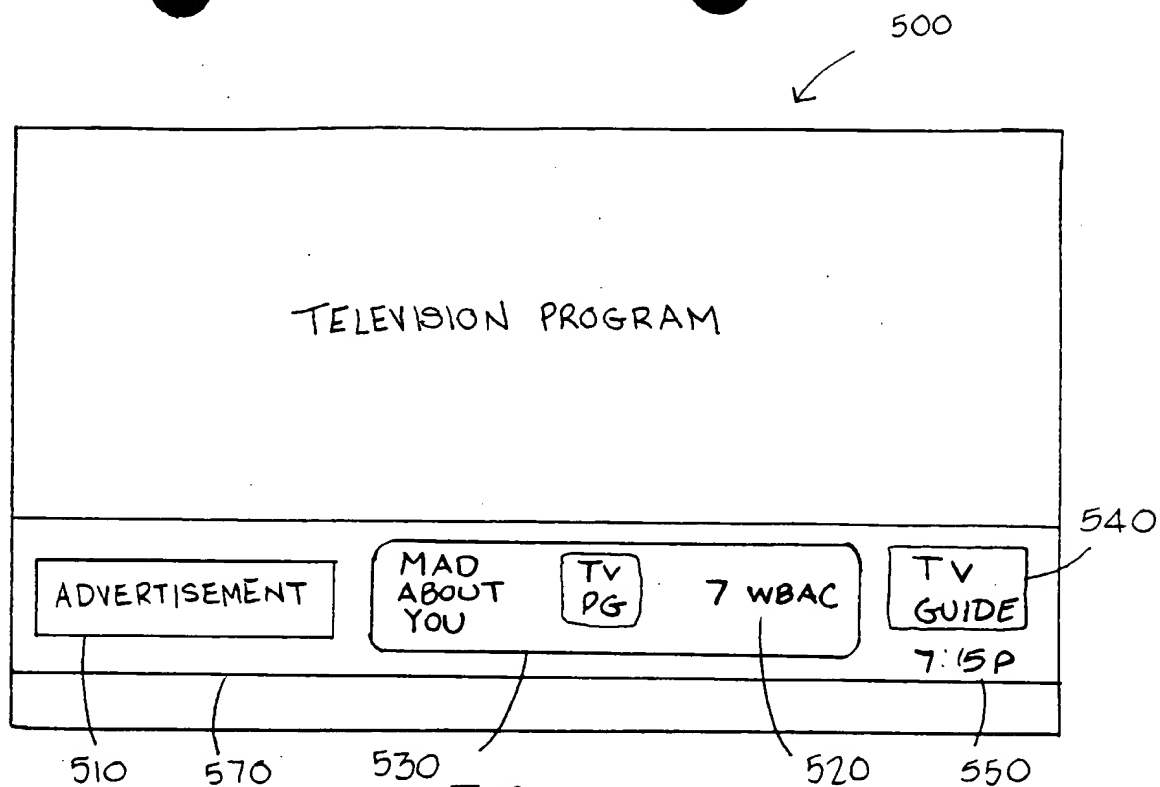 500
TELEVISION PROGRAM
540
ADVERTISEMENT
MAD
ABOUT
YOU
TV
PG
7 WBAC
TV
GUIDE
7:15P
510 570 530 520 550